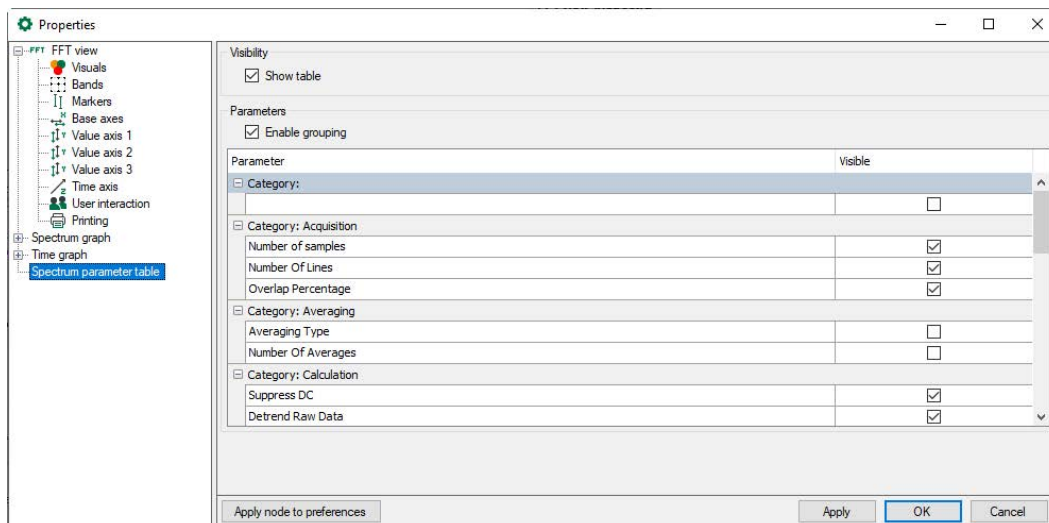 Properties
FFT FFT view
Visuals
Bands
Markers
Base axes
Value axis 1
Value axis 2
Value axis 3
Time axis
User interaction
Printing
Spectrum graph
Time graph
Spectrum parameter table
Visibility
Show table
Parameters
Enable grouping
Parameter Visible
Category:
Category: Acquisition
Number of samples
Number Of Lines
Overlap Percentage
Category: Averaging
Averaging Type
Number Of Averages
Category: Calculation
Suppress DC
Detrend Raw Data
Apply node to preferences Apply OK Cancel